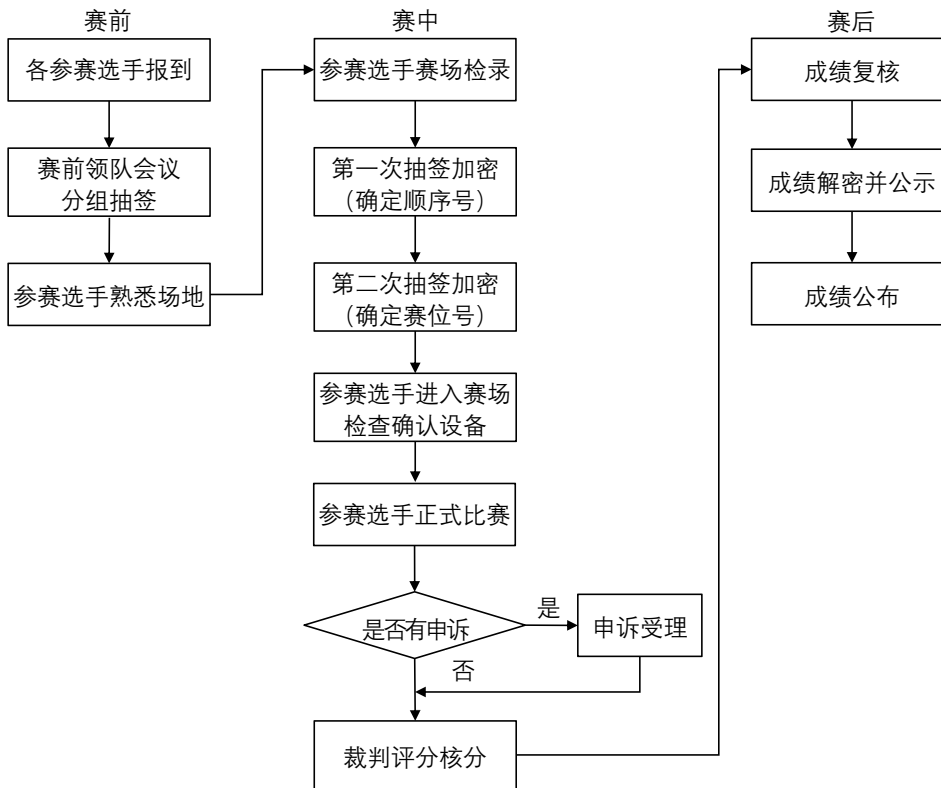 赛前
各参赛选手报到
赛前领队会议
分组抽签
参赛选手熟悉场地
赛中
参赛选手赛场检录
第一次抽签加密
（确定顺序号）
第二次抽签加密
（确定赛位号）
参赛选手进入赛场
检查确认设备
参赛选手正式比赛
是否有申诉
是
申诉受理
否
裁判评分核分
赛后
成绩复核
成绩解密并公示
成绩公布